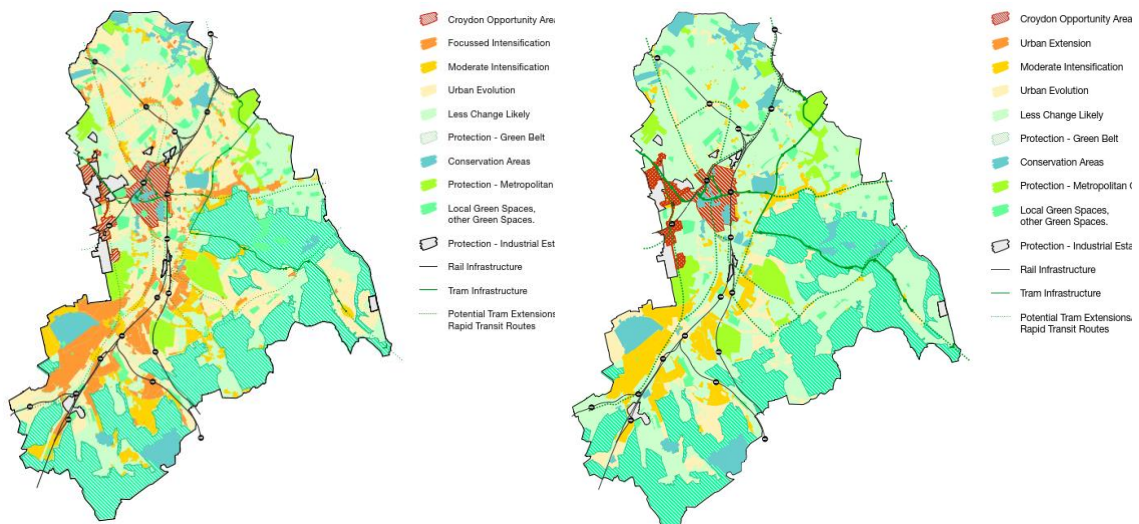 Croydon Opportunity Area
Focussed Intensification
Moderate Intensification
Urban Evolution
Less Change Likely
Protection - Green Belt
Conservation Areas
Protection - Metropolitan
Local Green Spaces,
other Green Spaces.
Protection - Industrial Est
Rail Infrastructure
Tram Infrastructure
Potential Tram Extensions
Rapid Transit Routes
Croydon Opportunity Area
Urban Extension
Moderate Intensification
Urban Evolution
Less Change Likely
Protection - Green Belt
Conservation Areas
Protection - Metropolitan
Local Green Spaces,
other Green Spaces.
Protection - Industrial Esta
Rail Infrastructure
Tram Infrastructure
Potential Tram Extensions/
Rapid Transit Routes